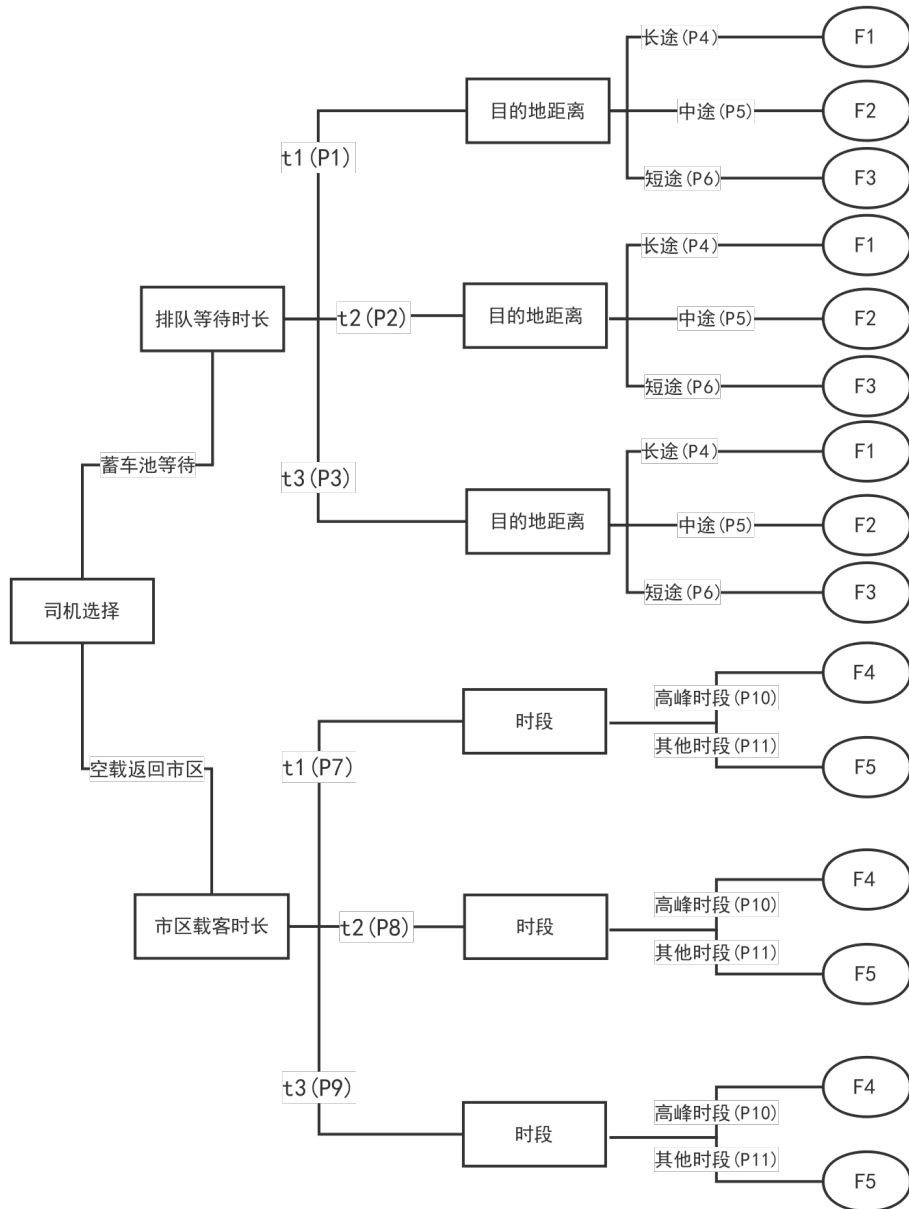 长途(P4)
F1
目的地距离
中途(P5)
F2
t1(P1)
短途(P6)
F3
长途(P4)
F1
排队等待时长
t2(P2)
目的地距离
中途(P5)
F2
短途(P6)
F3
长途(P4)
F1
蓄车池等待
t3(P3)
目的地距离
中途(P5)
F2
短途(P6)
F3
司机选择
F4
高峰时段(P10)
时段
其他时段(P11)
t1(P7)
F5
空载返回市区
F4
高峰时段(P10)
市区载客时长
t2(P8)
时段
其他时段(P11)
F5
t3(P9)
F4
高峰时段(P10)
时段
其他时段(P11)
F5